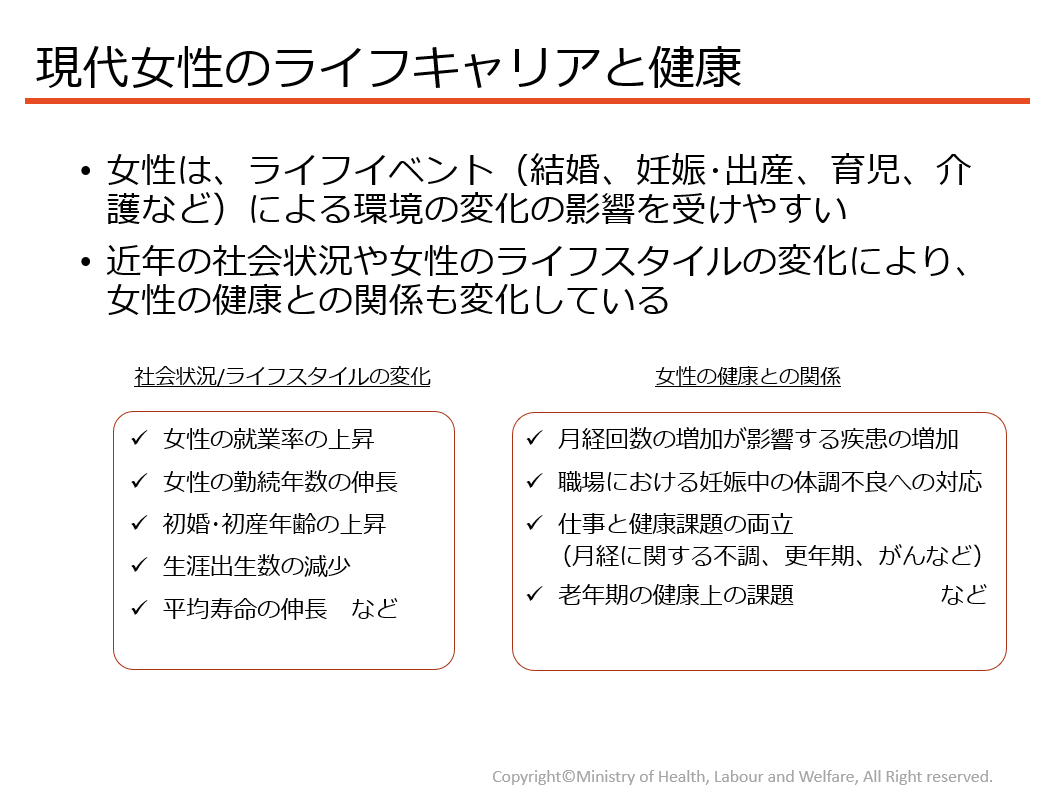 現代女性のライフキャリアと健康
• 女性は、ライフイベント（結婚、妊娠･出産、育児、介
護など）による環境の変化の影響を受けやすい
• 近年の社会状況や女性のライフスタイルの変化により、
女性の健康との関係も変化している
社会状況/ライフスタイルの変化
✓ 女性の就業率の上昇
✓ 女性の勤続年数の伸長
✓ 初婚･初産年齢の上昇
✓ 生涯出生数の減少
✓ 平均寿命の伸長　など
女性の健康との関係
✓ 月経回数の増加が影響する疾患の増加
✓ 職場における妊娠中の体調不良への対応
✓ 仕事と健康課題の両立
（月経に関する不調、更年期、がんなど）
✓ 老年期の健康上の課題　　　　　　など
Copyright©Ministry of Health, Labour and Welfare, All Right reserved.